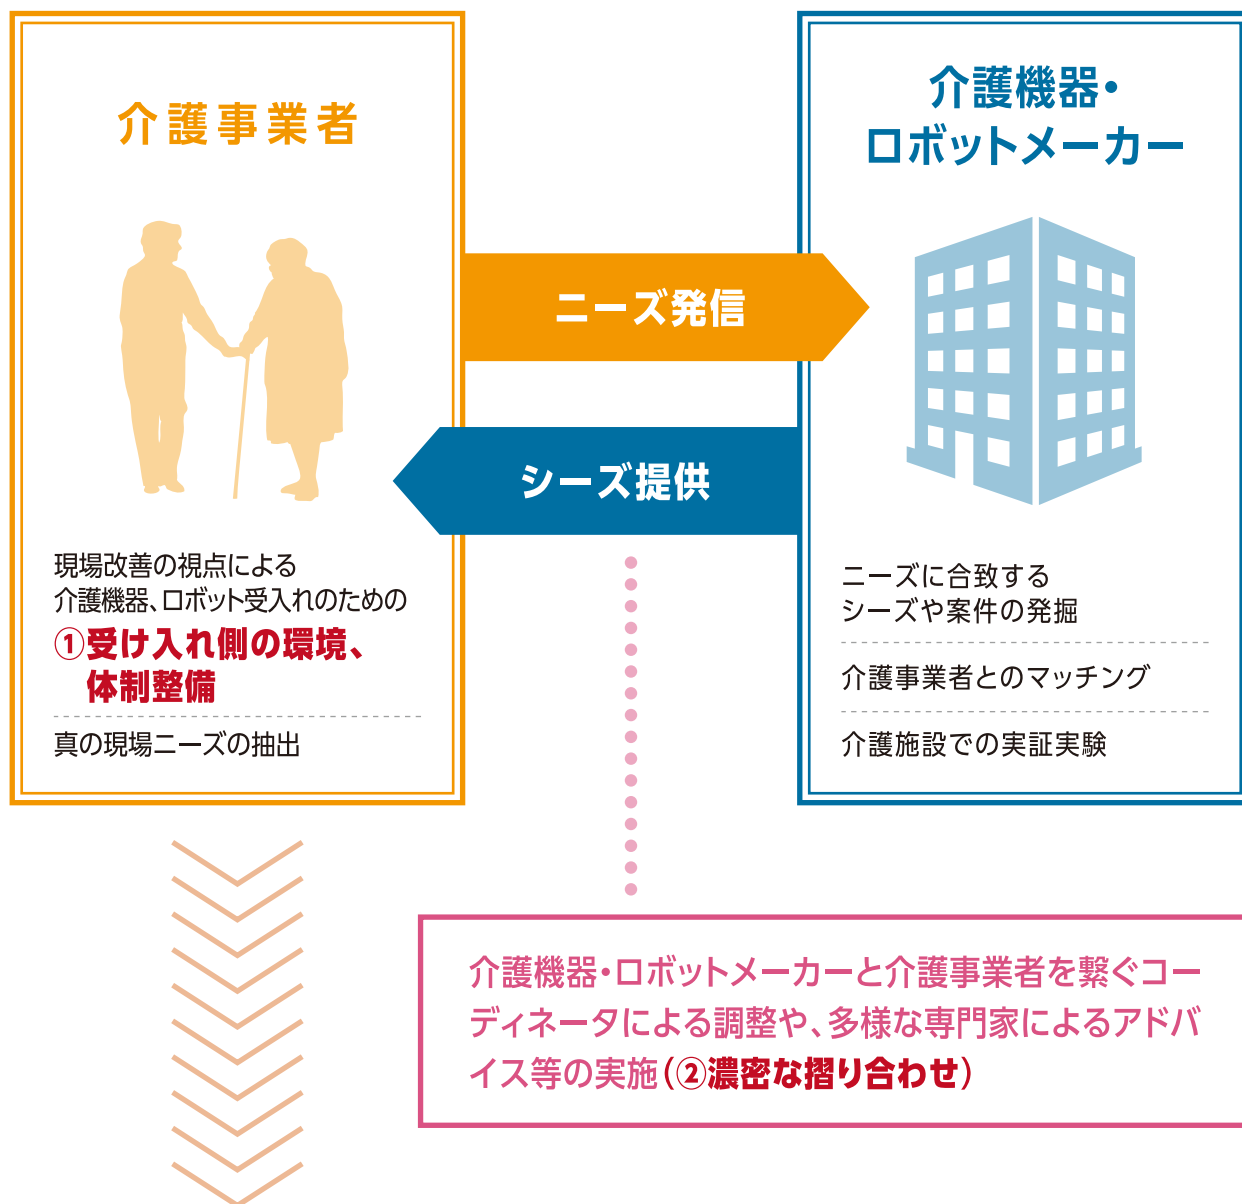 介護事業者
介護機器・
ロボットメーカー
ニーズ発信
シーズ提供
現場改善の視点による
介護機器、ロボット受入れのための
①受け入れ側の環境、
体制整備
真の現場ニーズの抽出
ニーズに合致する
シーズや案件の発掘
介護事業者とのマッチング
介護施設での実証実験
介護機器・ロボットメーカーと介護事業者を繋ぐコー
ディネータによる調整や、多様な専門家によるアドバ
イス等の実施(②濃密な摺り合わせ)